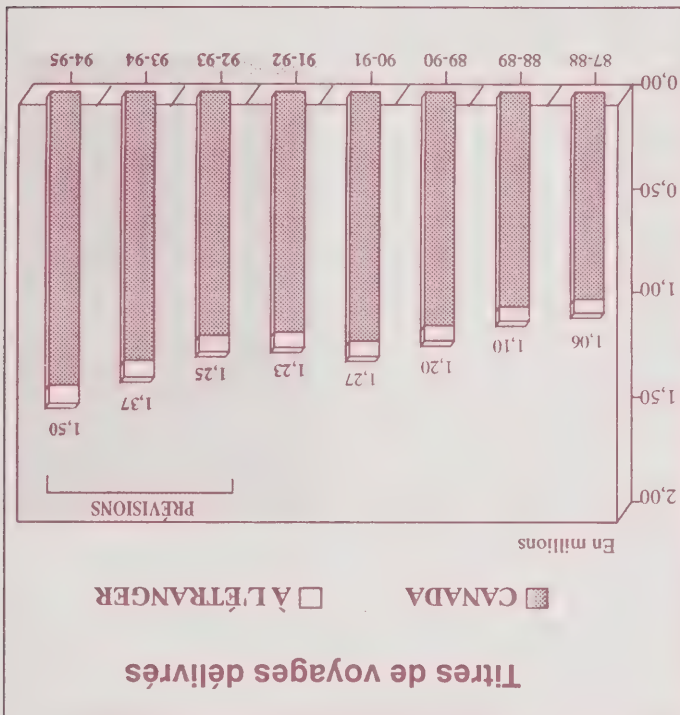 Titres de voyages délivrés
CANADA À L'ÉTRANGER
En millions
2,00
PRÉVISIONS
1,50
1,00
0,50
0,00
1,06 1,10 1,20 1,27 1,23 1,25 1,37 1,50
87-88 88-89 89-90 90-91 91-92 92-93 93-94 94-95